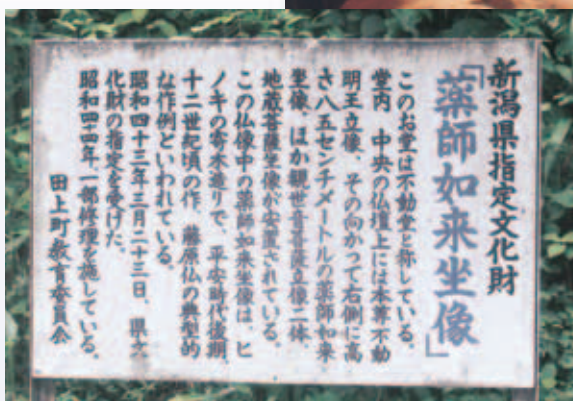 新潟県指定文化財
「薬師如来坐像」
このお堂は不動堂と称している。
堂内、中央の仏壇上には本尊不動
明王立像、その向かって右側に高
さ八五センチメートルの薬師如来
坐像、ほか観世音菩薩立像二体、
地蔵菩薩坐像が安置されている。
この仏像中の薬師如来坐像は、ヒ
ノキの寄木造りで、平安時代後期、
十二世紀頃の作、藤原仏の典型的
な作例といわれている。
昭和四十三年三月二十三日、県文
化財の指定を受けた。
昭和四四年、一部修理を施している。
田上町教育委員会